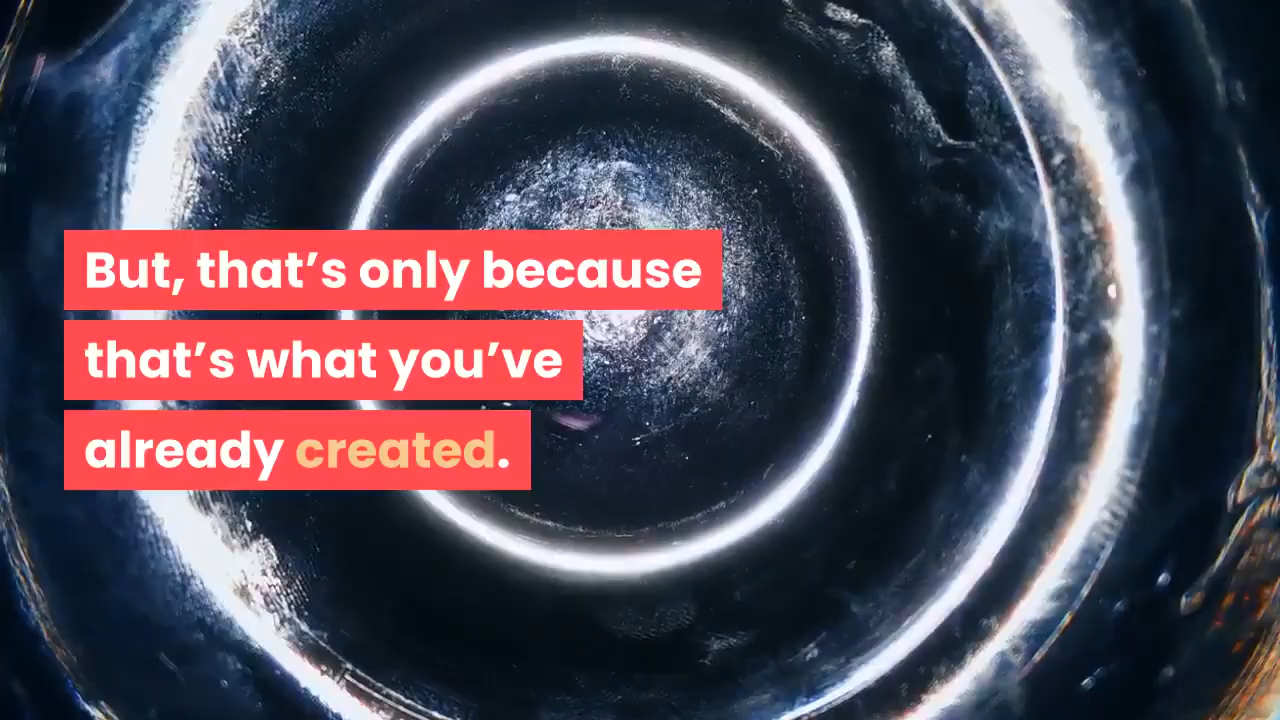 But, that’s only because
that’s what you’ve
already created.